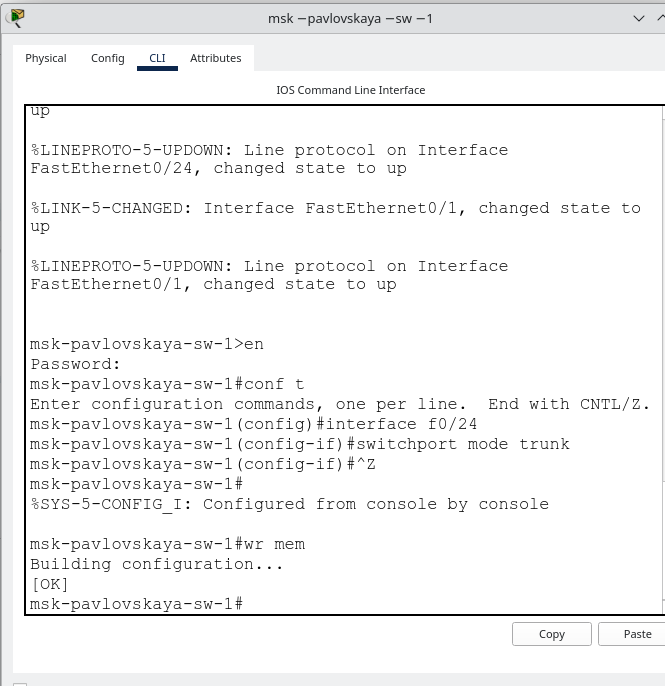 msk –pavlovskaya –sw –1
Physical Config CLI Attributes
IOS Command Line Interface
up
%LINEPROTO-5-UPDOWN: Line protocol on Interface
FastEthernet0/24, changed state to up
%LINK-5-CHANGED: Interface FastEthernet0/1, changed state to
up
%LINEPROTO-5-UPDOWN: Line protocol on Interface
FastEthernet0/1, changed state to up
msk-pavlovskaya-sw-1>en
Password:
msk-pavlovskaya-sw-1#conf t
Enter configuration commands, one per line.  End with CNTL/Z.
msk-pavlovskaya-sw-1(config)#interface f0/24
msk-pavlovskaya-sw-1(config-if)#switchport mode trunk
msk-pavlovskaya-sw-1(config-if)#^Z
msk-pavlovskaya-sw-1#
%SYS-5-CONFIG_I: Configured from console by console
msk-pavlovskaya-sw-1#wr mem
Building configuration...
[OK]
msk-pavlovskaya-sw-1#
Copy Paste